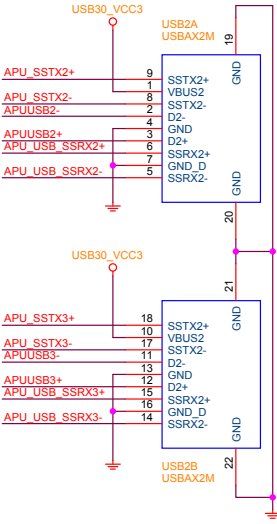 USB30_VCC3
USB2A
USBAX2M
19
GND
APU_SSTX2+ 9 SSTX2+
1 VBUS2
APU_SSTX2- 8 SSTX2-
APUUSB2- 2 D2-
4 GND
APUUSB2+ 3 D2+
APU_USB_SSRX2+ 6 SSRX2+
7 GND_D
APU_USB_SSRX2- 5 SSRX2-
GND
20
USB30_VCC3
21
GND
APU_SSTX3+ 18 SSTX2+
10 VBUS2
APU_SSTX3- 17 SSTX2-
APUUSB3- 11 D2-
13 GND
APUUSB3+ 12 D2+
APU_USB_SSRX3+ 15 SSRX2+
16 GND_D
APU_USB_SSRX3- 14 SSRX2-
GND
22
USB2B
USBAX2M